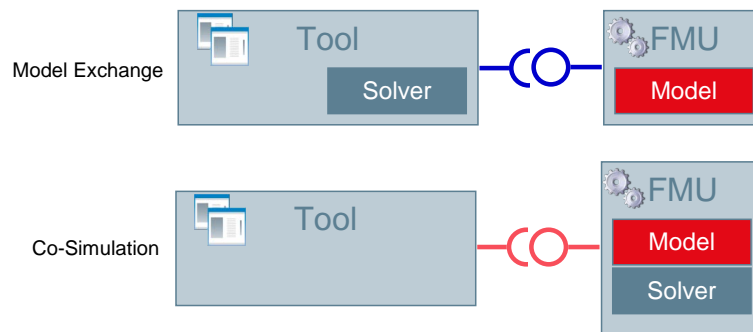 Model Exchange
Tool
Solver
FMU
Model
Co-Simulation
Tool
FMU
Model
Solver